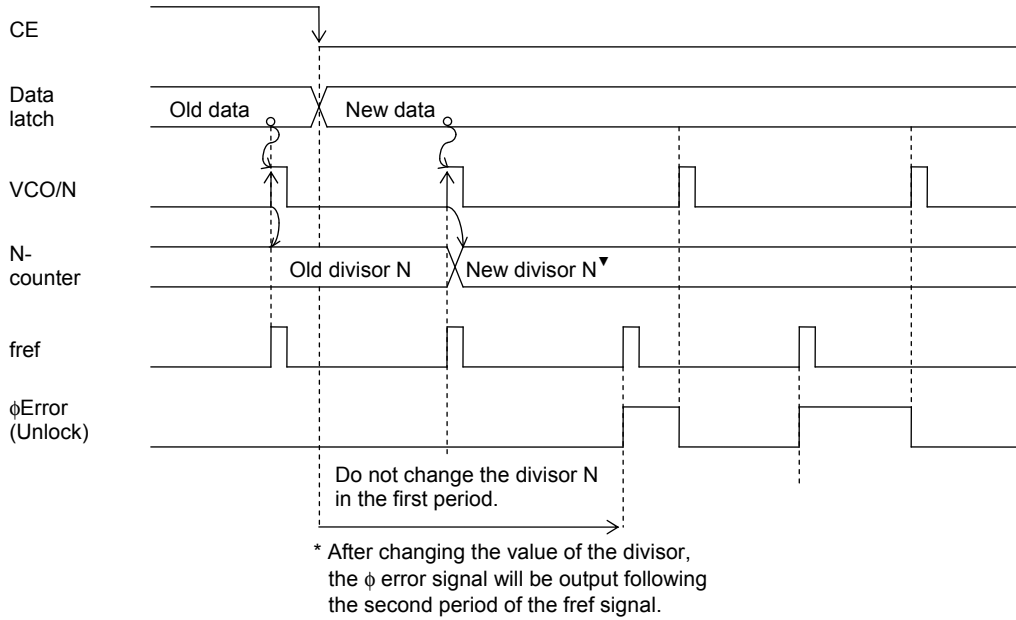 CE
Data
latch
Old data
New data
VCO/N
N-
counter
Old divisor N
New divisor N▼
fref
ϕError
(Unlock)
Do not change the divisor N
in the first period.
* After changing the value of the divisor,
the ϕ error signal will be output following
the second period of the fref signal.